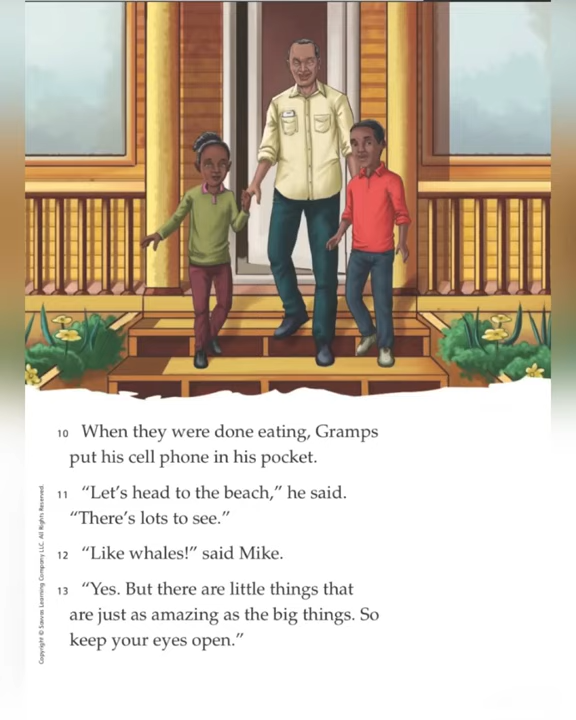 10 When they were done eating, Gramps
put his cell phone in his pocket.
11 “Let’s head to the beach,” he said.
“There’s lots to see.”
12 “Like whales!” said Mike.
13 “Yes. But there are little things that
are just as amazing as the big things. So
keep your eyes open.”
Copyright © Savvas Learning Company LLC. All Rights Reserved.